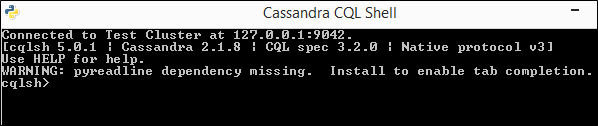 Cassandra CQL Shell
Connected to Test Cluster at 127.0.0.1:9042.
[cqlsh 5.0.1 | Cassandra 2.1.8 | CQL spec 3.2.0 | Native protocol v3]
Use HELP for help.
WARNING: pyreadline dependency missing.  Install to enable tab completion.
cqlsh>